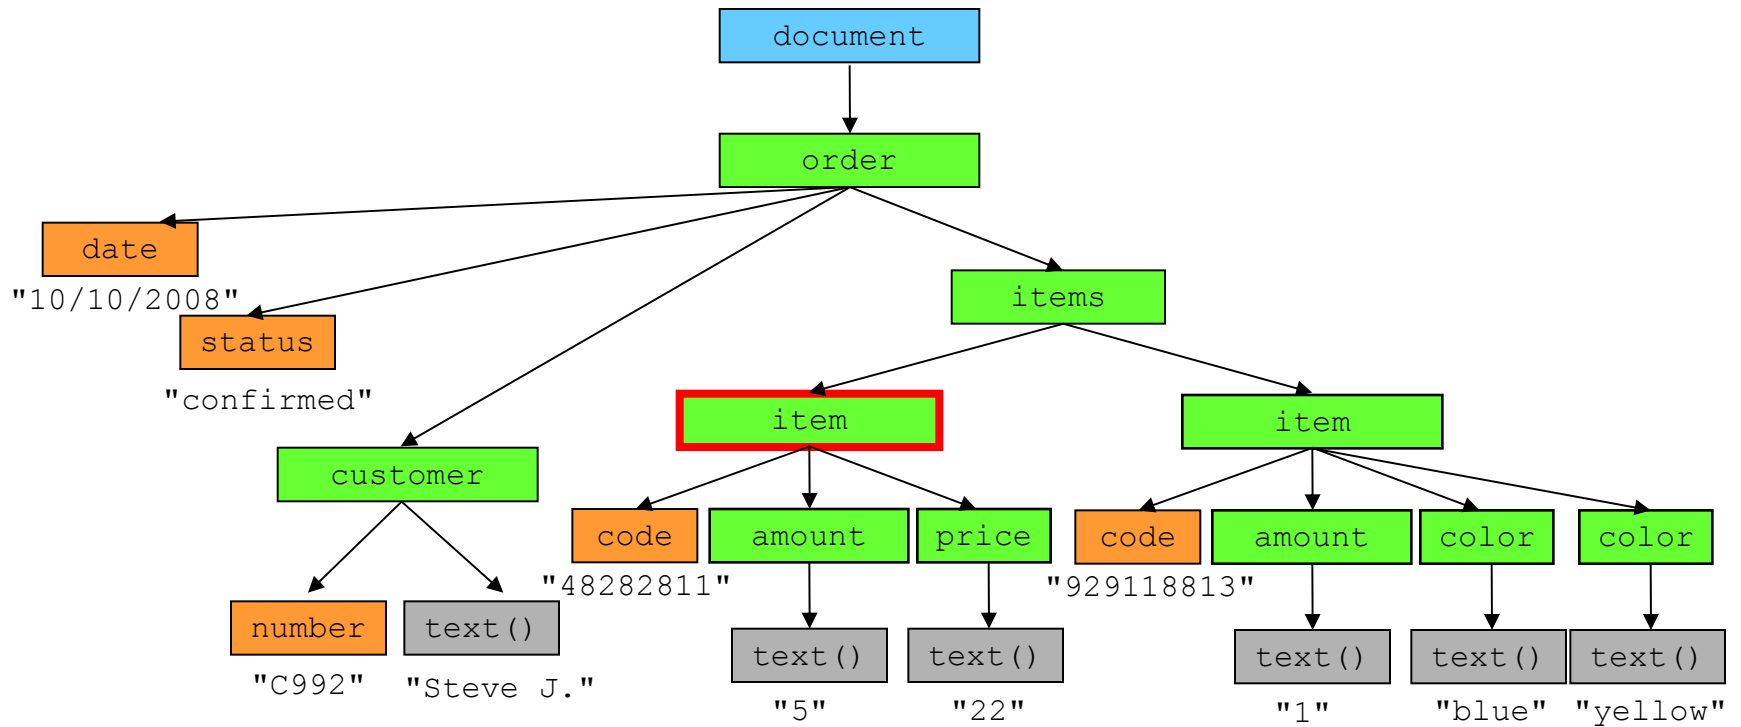 document
order
date
"10/10/2008"
items
status
"confirmed"
item
item
customer
code
amount
price
code
amount
color
color
"48282811"
"929118813"
number
text()
text()
text()
text()
text()
text()
"C992"
"Steve J."
"5"
"22"
"1"
"blue"
"yellow"